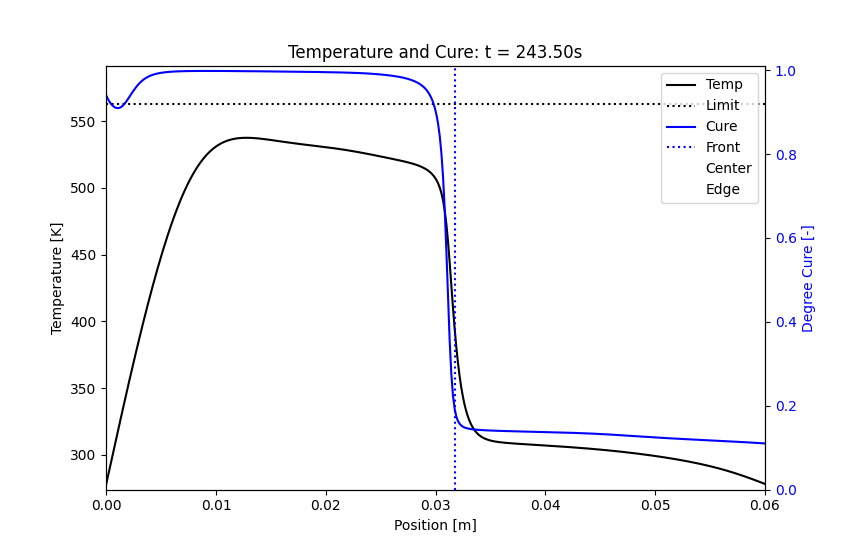 Temperature and Cure: t = 243.50s
Temperature [K]
550
500
450
400
350
300
Temp
Limit
Cure
Front
Center
Edge
1.0
0.8
0.6
0.4
0.2
0.0
Degree Cure [-]
0.00 0.01 0.02 0.03 0.04 0.05 0.06
Position [m]